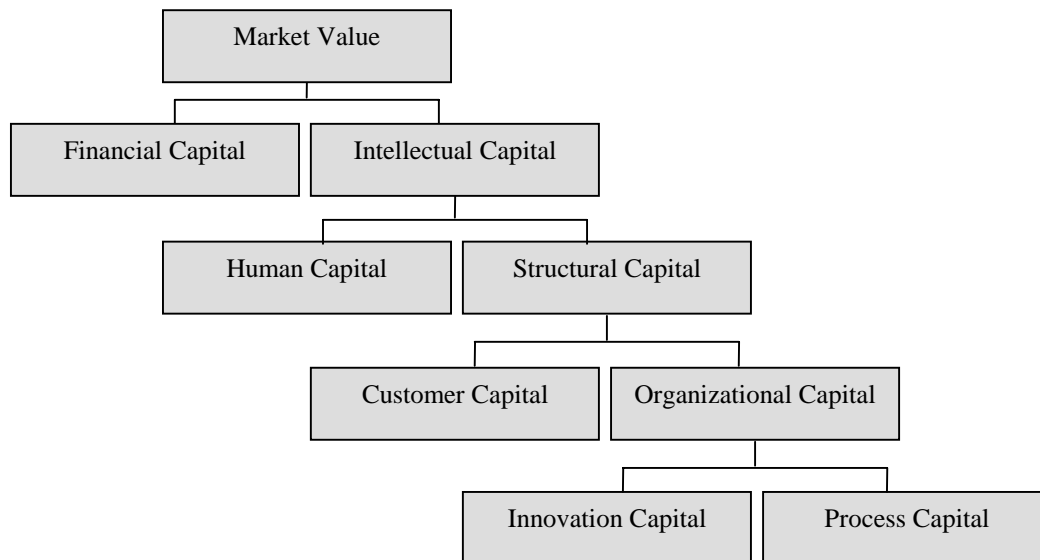 Market Value
Financial Capital
Intellectual Capital
Human Capital
Structural Capital
Customer Capital
Organizational Capital
Innovation Capital
Process Capital